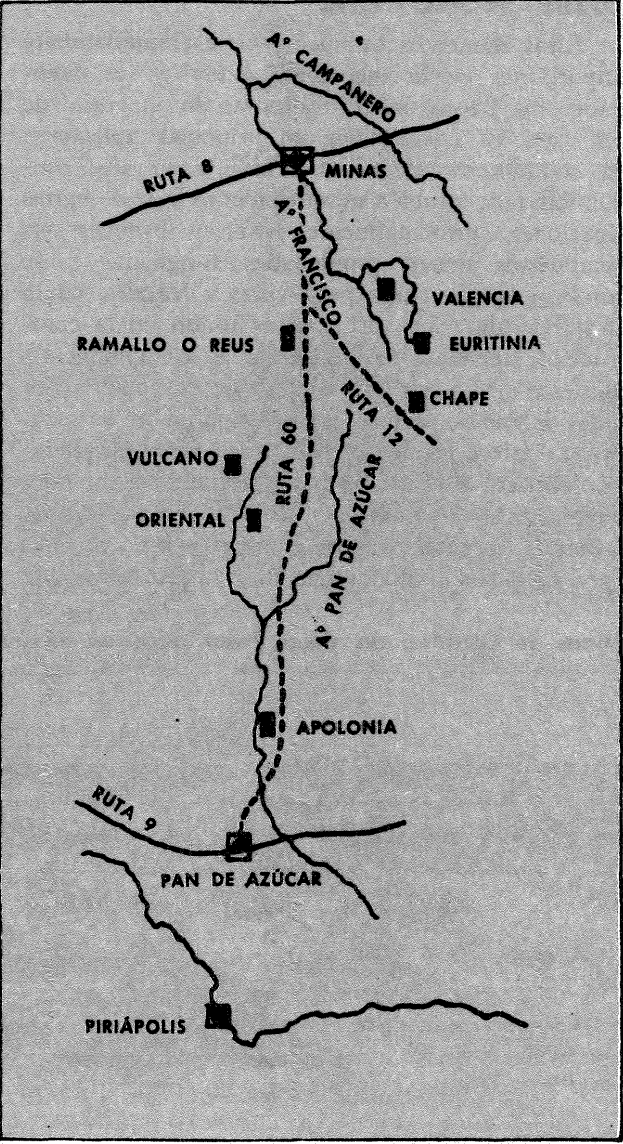 Aº CAMPANERO
RUTA 8
MINAS
Aº FRANCISCO
VALENCIA
RAMALLO O REUS
EURITINIA
CHAPE
RUTA 12
RUTA 60
VULCANO
ORIENTAL
Aº PAN DE AZÚCAR
APOLONIA
RUTA 9
PAN DE AZÚCAR
PIRIÁPOLIS